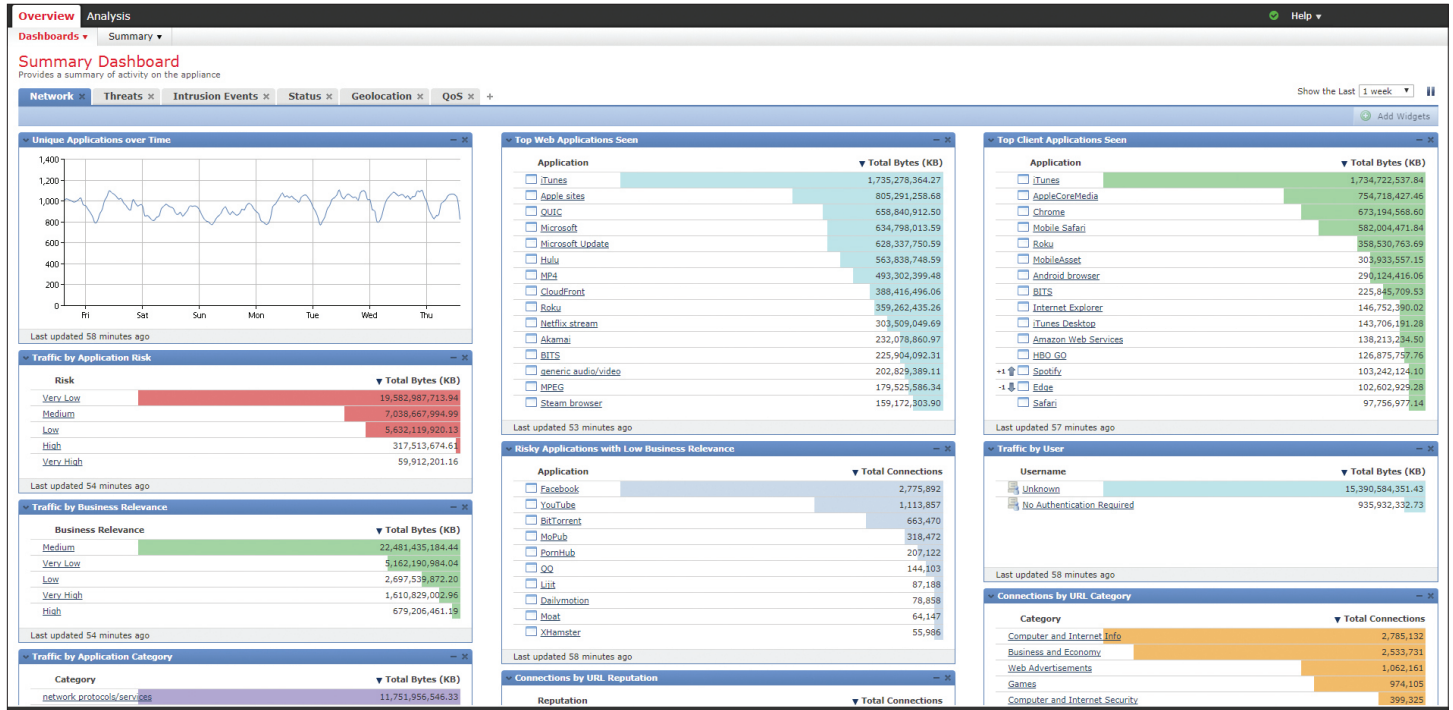 Overview Analysis Help
Dashboards Summary
Summary Dashboard
Provides a summary of activity on the appliance
Network × Threats × Intrusion Events × Status × Geolocation × QoS × +
Show the Last 1 week
Add Widgets
Unique Applications over Time
1,400
1,200
1,000
800
600
400
200
0
Fri Sat Sun Mon Tue Wed Thu
Last updated 58 minutes ago
Traffic by Application Risk
Risk Total Bytes (KB)
Very Low 19,582,987,713.94
Medium 7,038,667,994.99
Low 5,632,119,920.13
High 317,513,674.61
Very High 59,912,201.16
Last updated 54 minutes ago
Traffic by Business Relevance
Business Relevance Total Bytes (KB)
Medium 22,481,435,184.44
Very Low 5,162,190,984.04
Low 2,697,539,872.20
Very High 1,610,829,002.96
High 679,206,461.19
Last updated 54 minutes ago
Traffic by Application Category
Category Total Bytes (KB)
network protocols/services 11,751,956,546.33
Top Web Applications Seen
Application Total Bytes (KB)
iTunes 1,735,278,364.27
Apple sites 805,291,258.68
QUIC 658,840,912.50
Microsoft 634,798,013.59
Microsoft Update 628,337,750.59
Hulu 563,838,748.59
MP4 493,302,399.48
CloudFront 388,416,496.06
Roku 359,262,435.26
Netflix stream 303,509,049.69
Akamai 232,078,860.97
BITS 225,904,092.31
generic audio/video 202,829,389.11
MPEG 179,525,586.34
Steam browser 159,172,303.90
Last updated 53 minutes ago
Risky Applications with Low Business Relevance
Application Total Connections
Facebook 2,775,892
YouTube 1,113,857
BitTorrent 663,470
MoPub 318,472
PornHub 207,122
QQ 144,103
Lijit 87,188
Dailymotion 78,858
Moat 64,147
XHamster 55,986
Last updated 58 minutes ago
Connections by URL Reputation
Reputation Total Connections
Top Client Applications Seen
Application Total Bytes (KB)
iTunes 1,734,722,537.84
AppleCoreMedia 754,718,427.46
Chrome 673,194,568.60
Mobile Safari 582,004,471.84
Roku 358,530,763.69
MobileAsset 303,933,557.15
Android browser 290,124,416.06
BITS 225,845,709.53
Internet Explorer 146,752,390.02
iTunes Desktop 143,706,191.28
Amazon Web Services 138,213,234.50
HBO GO 126,875,757.76
+1 Spotify 103,242,124.10
-1 Edge 102,602,929.28
Safari 97,756,977.14
Last updated 57 minutes ago
Traffic by User
Username Total Bytes (KB)
Unknown 15,390,584,351.43
No Authentication Required 935,932,332.73
Last updated 58 minutes ago
Connections by URL Category
Category Total Connections
Computer and Internet Info 2,785,132
Business and Economy 2,533,731
Web Advertisements 1,062,161
Games 974,105
Computer and Internet Security 399,325